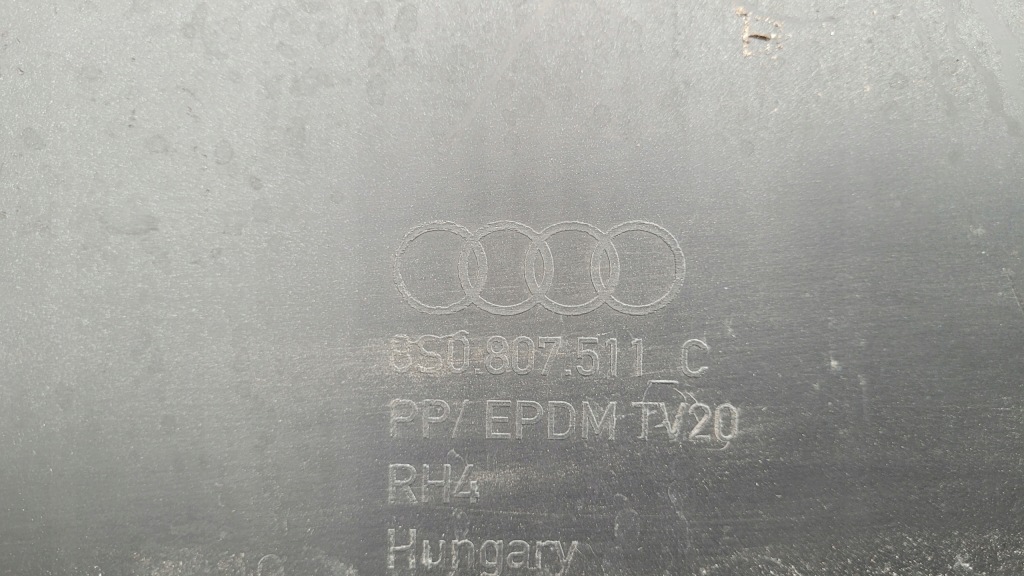 8S0.807.511 C
PP/ EPDM TV20
RH4
Hungary